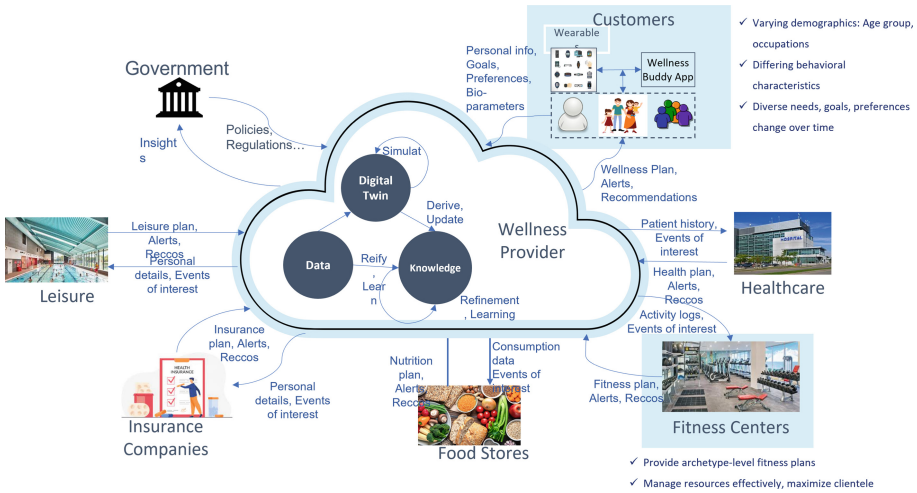 Customers
Wearable
s
Wellness
Buddy App
Varying demographics: Age group,
occupations
Differing behavioral
characteristics
Diverse needs, goals, preferences
change over time
Personal info,
Goals,
Preferences,
Bio-
parameters
Government
Policies,
Regulations…
Insight
s
Wellness Plan,
Alerts,
Recommendations
Simulat
Digital
Twin
Derive,
Update
Data
Reify
, Lear
n
Knowledge
Refinement
, Learning
Wellness
Provider
Leisure plan,
Alerts,
Reccos
Personal
details, Events
of interest
Leisure
Patient history,
Events of
interest
HOSPITAL
Health plan,
Alerts,
Reccos
Healthcare
Activity logs,
Events of interest
Insurance
plan, Alerts,
Reccos
HEALTH
INSURANCE
Personal
details, Events
of interest
Insurance
Companies
Nutrition
plan,
Alerts
Reccos
Consumption
data
Events of
interest
Food Stores
Fitness plan,
Alerts, Reccos
Fitness Centers
Provide archetype-level fitness plans
Manage resources effectively, maximize clientele